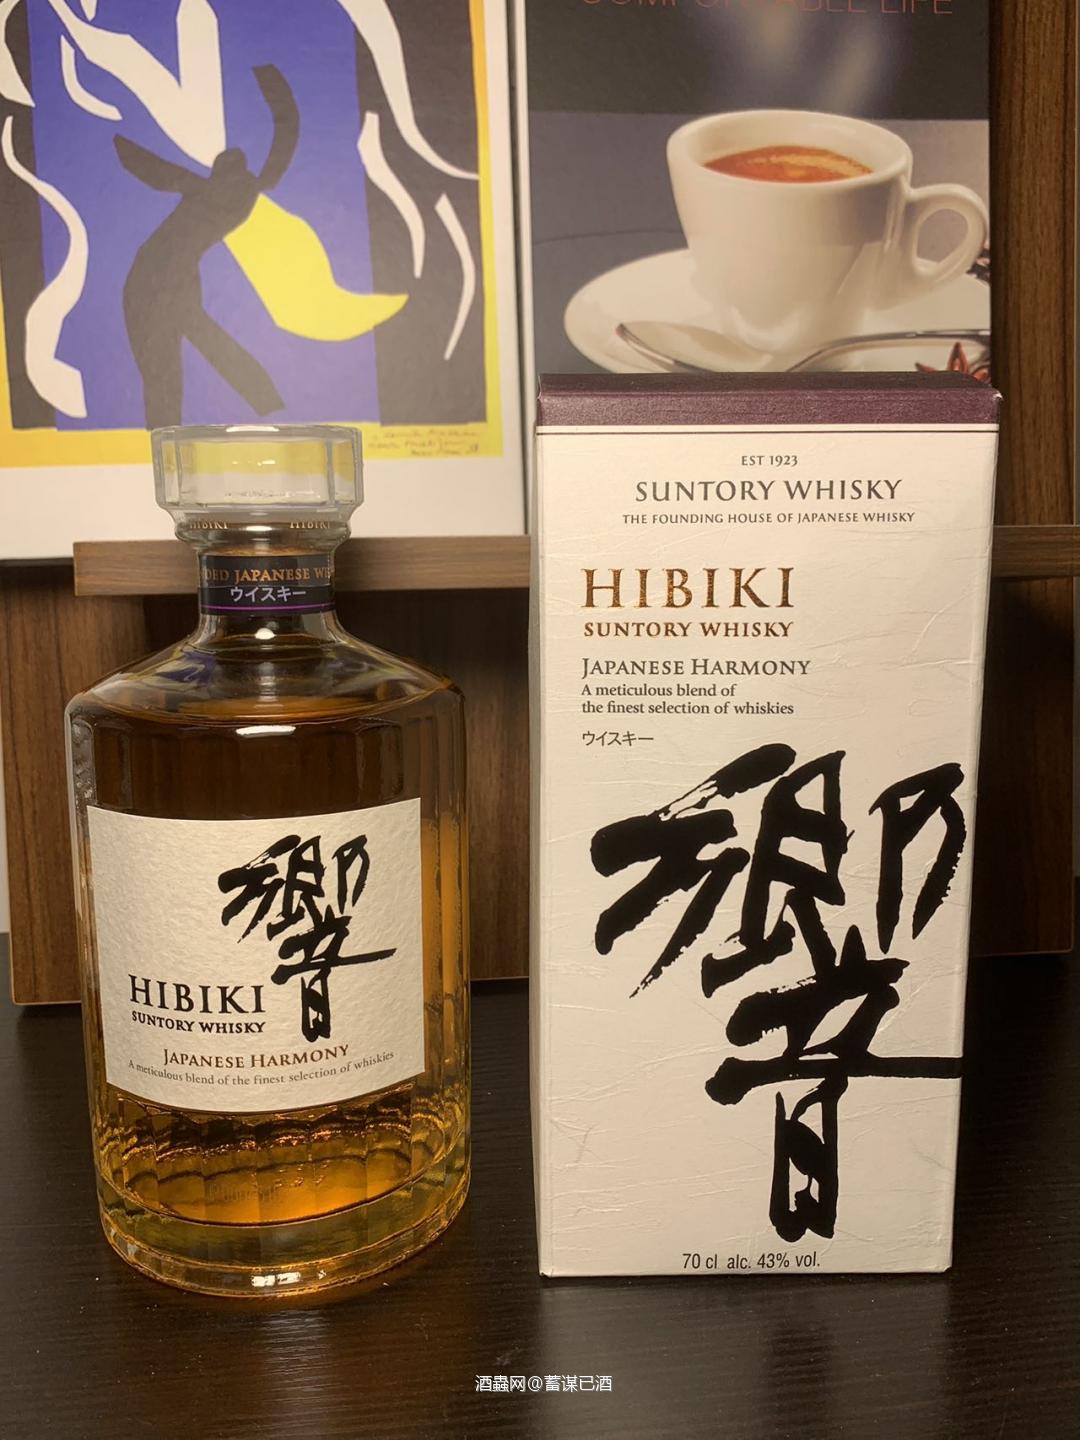 COMFORTABLE LIFE
EST 1923
SUNTORY WHISKY
THE FOUNDING HOUSE OF JAPANESE WHISKY
HIBIKI
SUNTORY WHISKY
JAPANESE HARMONY
A meticulous blend of
the finest selection of whiskies
ウイスキー
響
70 cl alc. 43% vol.
HIBIKI HIBIKI
JAPANESE
ウイスキー
響
HIBIKI
SUNTORY WHISKY
JAPANESE HARMONY
A meticulous blend of the finest selection of whiskies
酒蟲网@蓄谋已酒